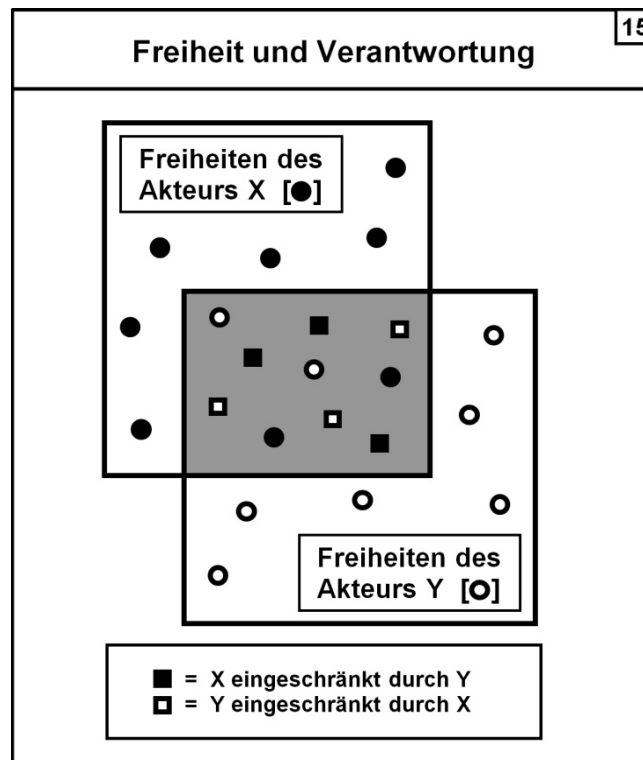 15
Freiheit und Verantwortung
Freiheiten des
Akteurs X [●]
Freiheiten des
Akteurs Y [○]
■ = X eingeschränkt durch Y
□ = Y eingeschränkt durch X